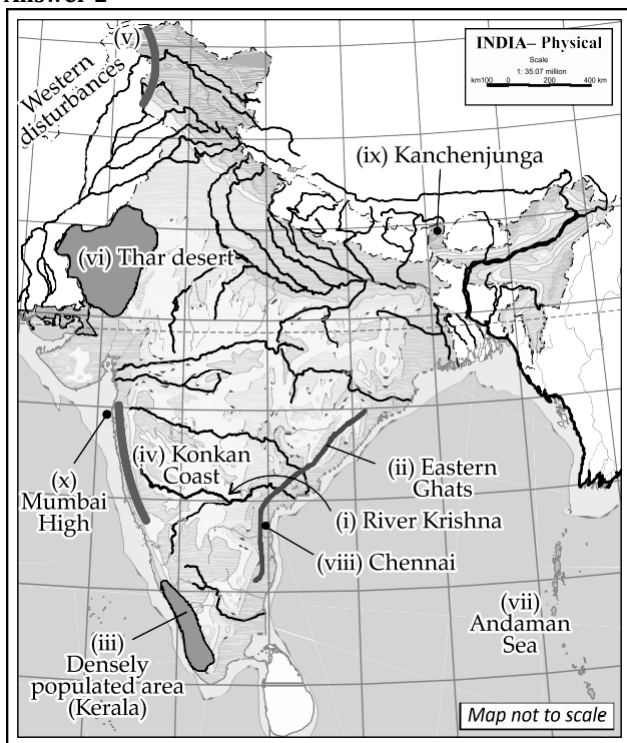 Answer 2
INDIA– Physical
Scale
1: 35.07 million
km100 0 200 400 km
(v)
Western
disturbances
(ix) Kanchenjunga
(vi) Thar desert
(iv) Konkan
Coast
(x)
Mumbai
High
(ii) Eastern
Ghats
(i) River Krishna
(viii) Chennai
(vii)
Andaman
Sea
(iii)
Densely
populated area
(Kerala)
Map not to scale